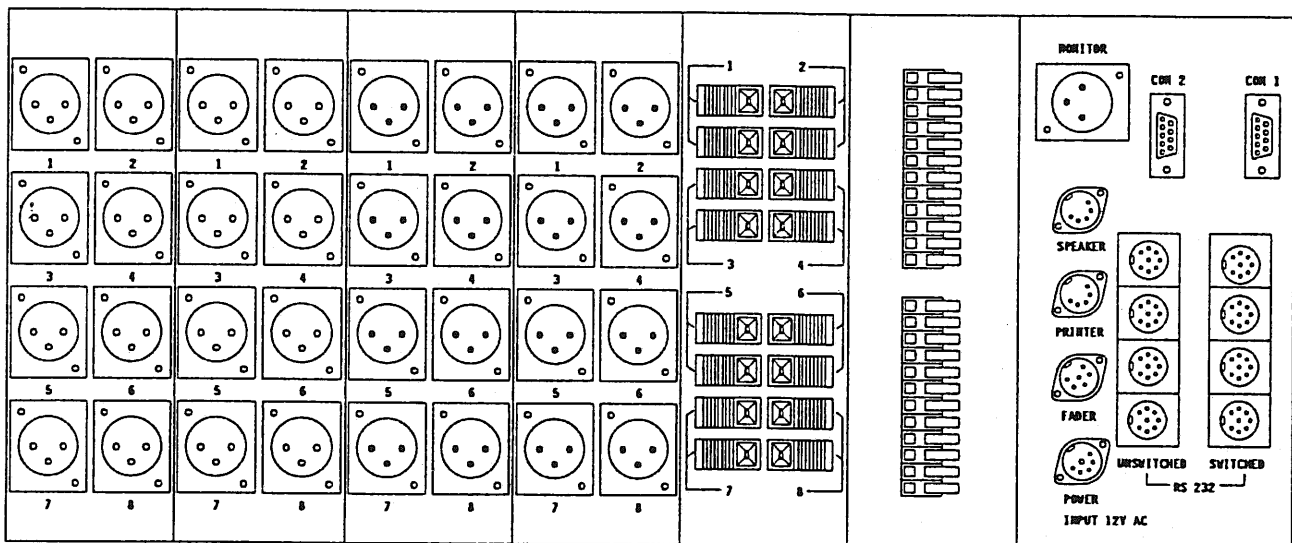 MONITOR
COM 2
COM 1
1 2
1 2 1 2 1 2 1 2
SPEAKER
3 4
3 4 3 4 3 4 3 4
5 6
PRINTER
5 6 5 6 5 6 5 6
FADER
UNSWITCHED SWITCHED
RS 232
7 8
7 8 7 8 7 8 7 8
POWER
INPUT 12V AC